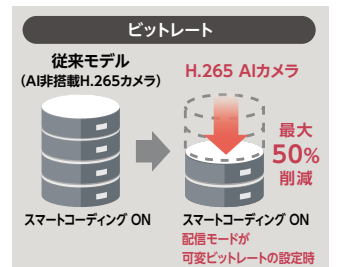 ビットレート
従来モデル
(AI非搭載H.265カメラ)
H.265 AIカメラ
最大
50%
削減
スマートコーディング ON
スマートコーディング ON
配信モードが
可変ビットレートの設定時